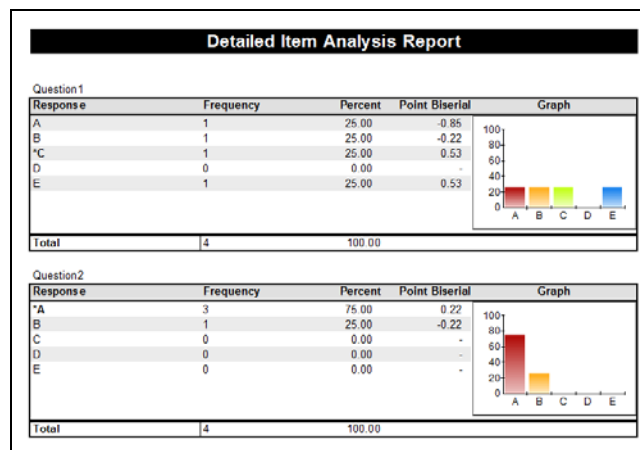 Detailed Item Analysis Report
Question1
Response Frequency Percent Point Biserial Graph
A 1 25.00 -0.85
B 1 25.00 -0.22
*C 1 25.00 0.53
D 0 0.00 -
E 1 25.00 0.53
100
80
60
40
20
0
A B C D E
Total 4 100.00
Question2
Response Frequency Percent Point Biserial Graph
*A 3 75.00 0.22
B 1 25.00 -0.22
C 0 0.00 -
D 0 0.00 -
E 0 0.00 -
100
80
60
40
20
0
A B C D E
Total 4 100.00